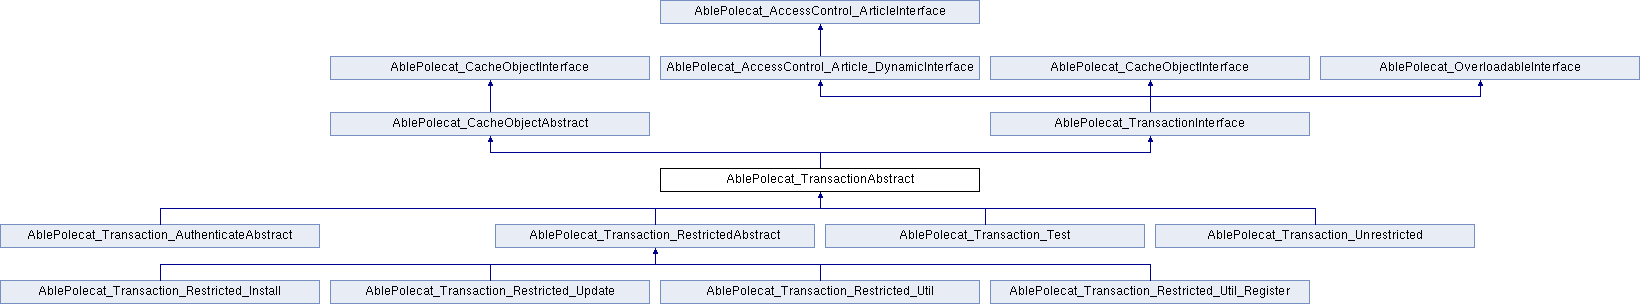 AblePolecat_AccessControl_ArticleInterface
AblePolecat_CacheObjectInterface
AblePolecat_AccessControl_Article_DynamicInterface
AblePolecat_CacheObjectInterface
AblePolecat_OverloadableInterface
AblePolecat_CacheObjectAbstract
AblePolecat_TransactionInterface
AblePolecat_TransactionAbstract
AblePolecat_Transaction_AuthenticateAbstract
AblePolecat_Transaction_RestrictedAbstract
AblePolecat_Transaction_Test
AblePolecat_Transaction_Unrestricted
AblePolecat_Transaction_Restricted_Install
AblePolecat_Transaction_Restricted_Update
AblePolecat_Transaction_Restricted_Util
AblePolecat_Transaction_Restricted_Util_Register